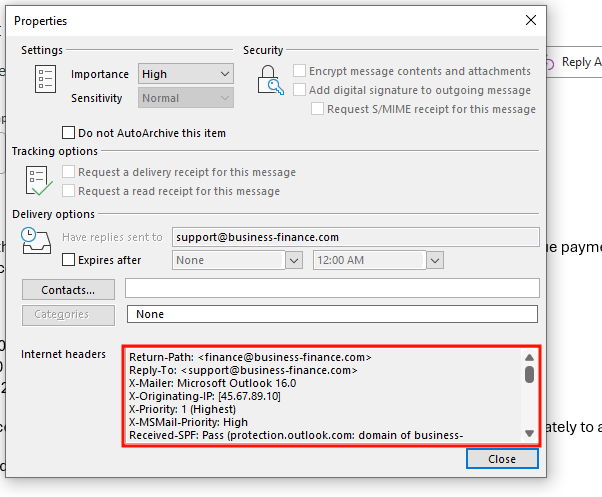 Properties
Settings
Importance High
Sensitivity Normal
Do not AutoArchive this item
Security
Encrypt message contents and attachments
Add digital signature to outgoing message
Request S/MIME receipt for this message
Tracking options
Request a delivery receipt for this message
Request a read receipt for this message
Delivery options
Have replies sent to support@business-finance.com
Expires after None 12:00 AM
Contacts...
Categories None
Internet headers
Return-Path: <finance@business-finance.com>
Reply-To: <support@business-finance.com>
X-Mailer: Microsoft Outlook 16.0
X-Originating-IP: [45.67.89.10]
X-Priority: 1 (Highest)
X-MSMail-Priority: High
Received-SPF: Pass (protection.outlook.com: domain of business-
Close
Reply A